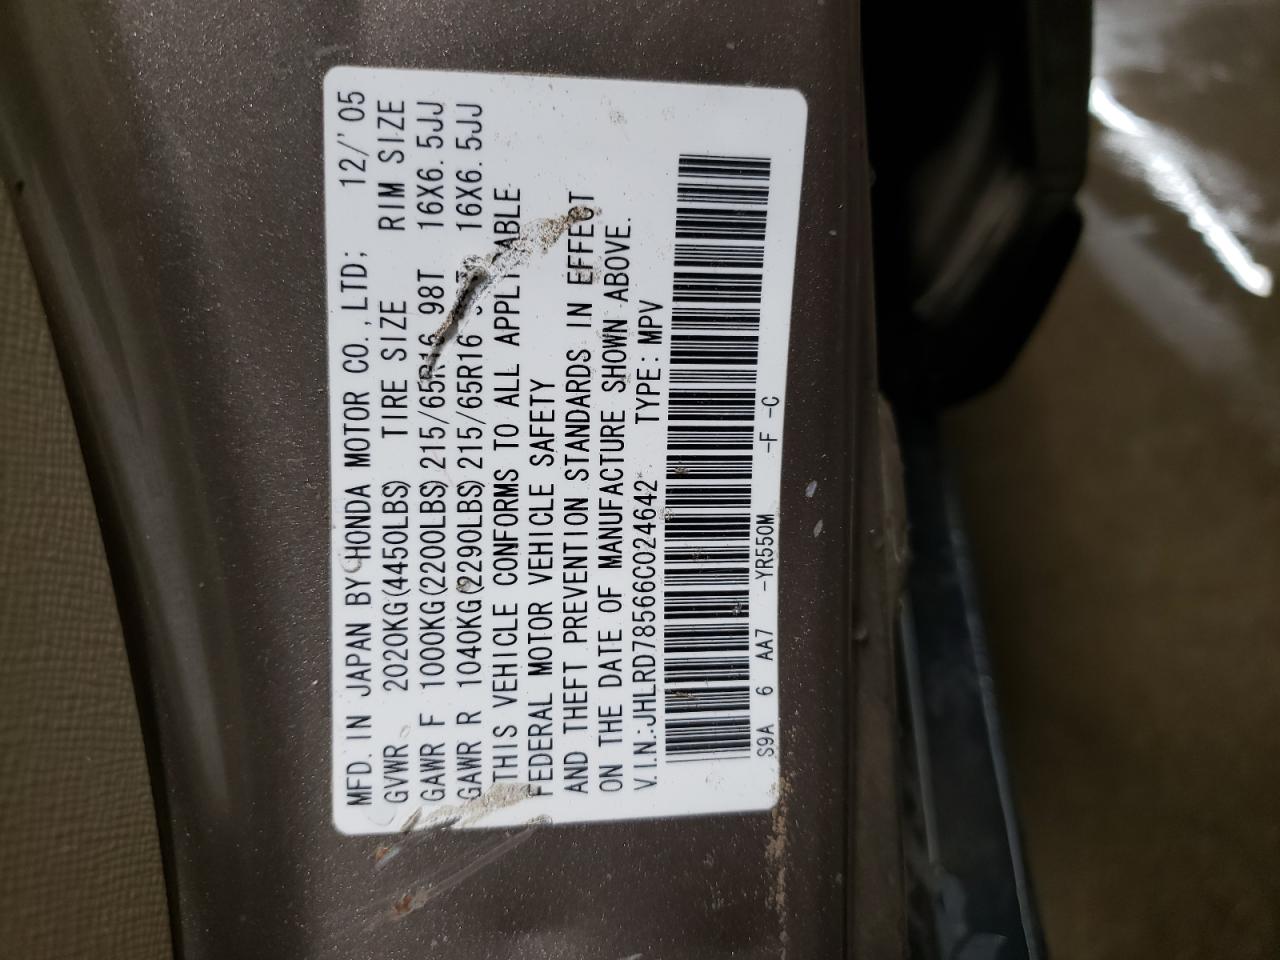 MFD. IN JAPAN BY HONDA MOTOR CO., LTD; 12/'05
GVWR 2020KG(4450LBS) TIRE SIZE RIM SIZE
GAWR F 1000KG(2200LBS) 215/65R16 98T 16X6.5JJ
GAWR R 1040KG(2290LBS) 215/65R16 16X6.5JJ
THIS VEHICLE CONFORMS TO ALL APPLICABLE
FEDERAL MOTOR VEHICLE SAFETY
AND THEFT PREVENTION STANDARDS IN EFFECT
ON THE DATE OF MANUFACTURE SHOWN ABOVE.
V.I.N.:JHLRD78566C024642 TYPE:MPV
S9A 6 AA7 -YR550M -F -C